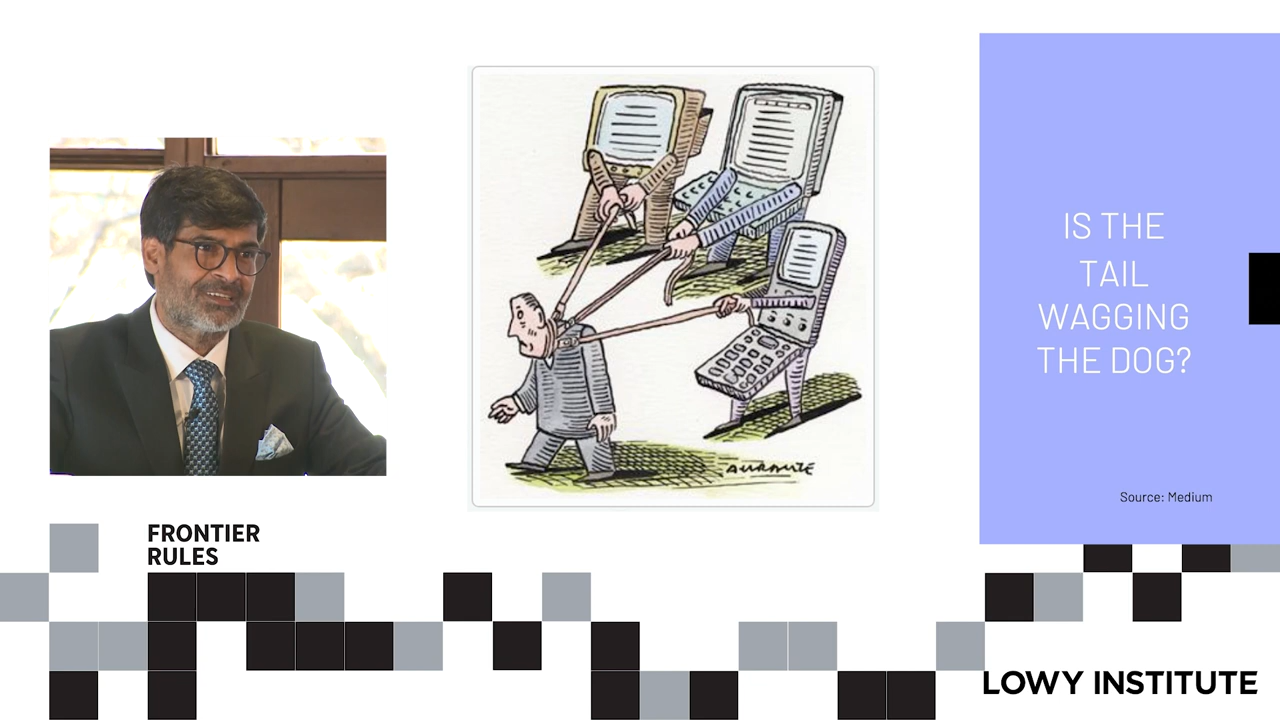 IS THE
TAIL
WAGGING
THE DOG?
Source: Medium
FRONTIER
RULES
LOWY INSTITUTE